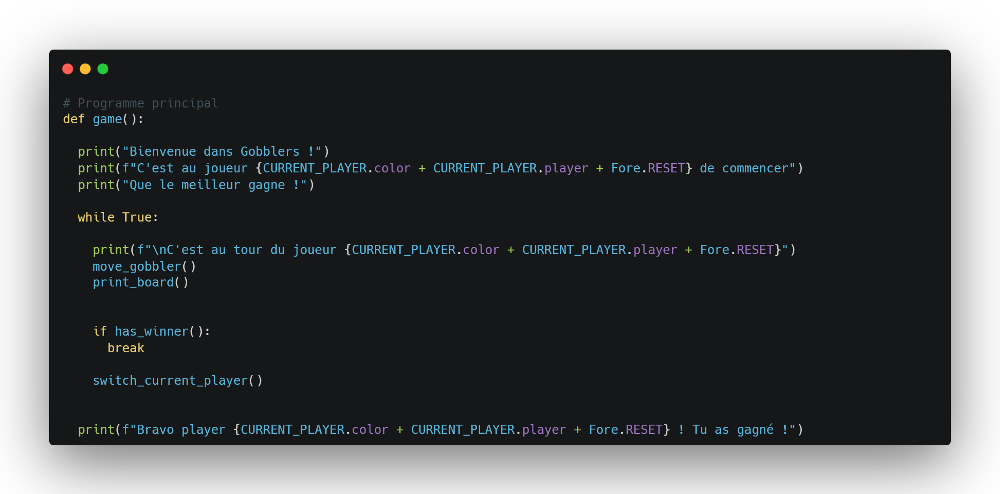 # Programme principal
def game():
print("Bienvenue dans Gobblers !")
print(f"C'est au joueur {CURRENT_PLAYER.color + CURRENT_PLAYER.player + Fore.RESET} de commencer")
print("Que le meilleur gagne !")
while True:
print(f"\nC'est au tour du joueur {CURRENT_PLAYER.color + CURRENT_PLAYER.player + Fore.RESET}")
move_gobbler()
print_board()
if has_winner():
break
switch_current_player()
print(f"Bravo player {CURRENT_PLAYER.color + CURRENT_PLAYER.player + Fore.RESET} ! Tu as gagné !")